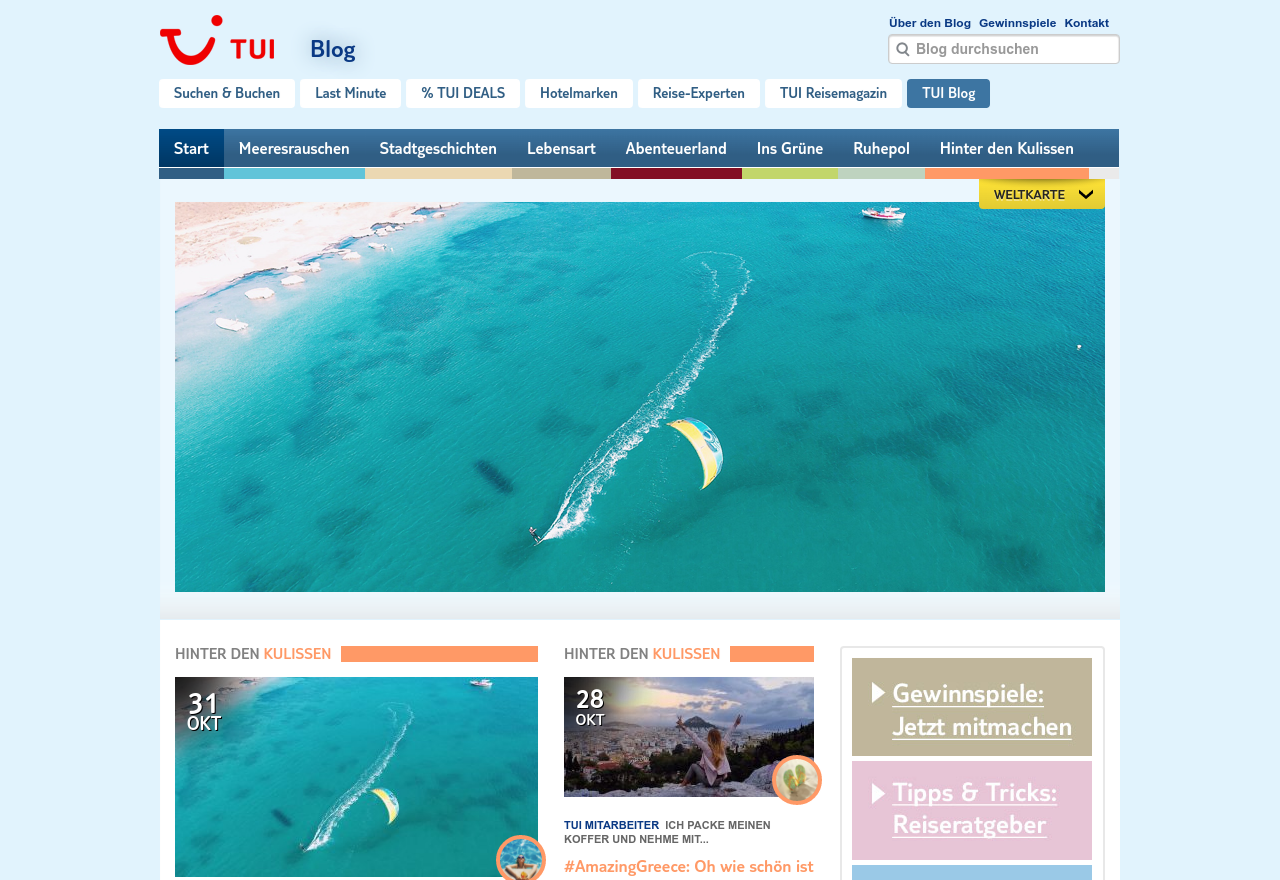 Über den Blog Gewinnspiele Kontakt
TUI Blog
Blog durchsuchen
Suchen & Buchen Last Minute % TUI DEALS Hotelmarken Reise-Experten TUI Reisemagazin TUI Blog
Start Meeresrauschen Stadtgeschichten Lebensart Abenteuerland Ins Grüne Ruhepol Hinter den Kulissen
WELTKARTE
HINTER DEN KULISSEN
31
OKT
HINTER DEN KULISSEN
28
OKT
TUI MITARBEITER ICH PACKE MEINEN
KOFFER UND NEHME MIT...
#AmazingGreece: Oh wie schön ist
Gewinnspiele:
Jetzt mitmachen
Tipps & Tricks:
Reiseratgeber